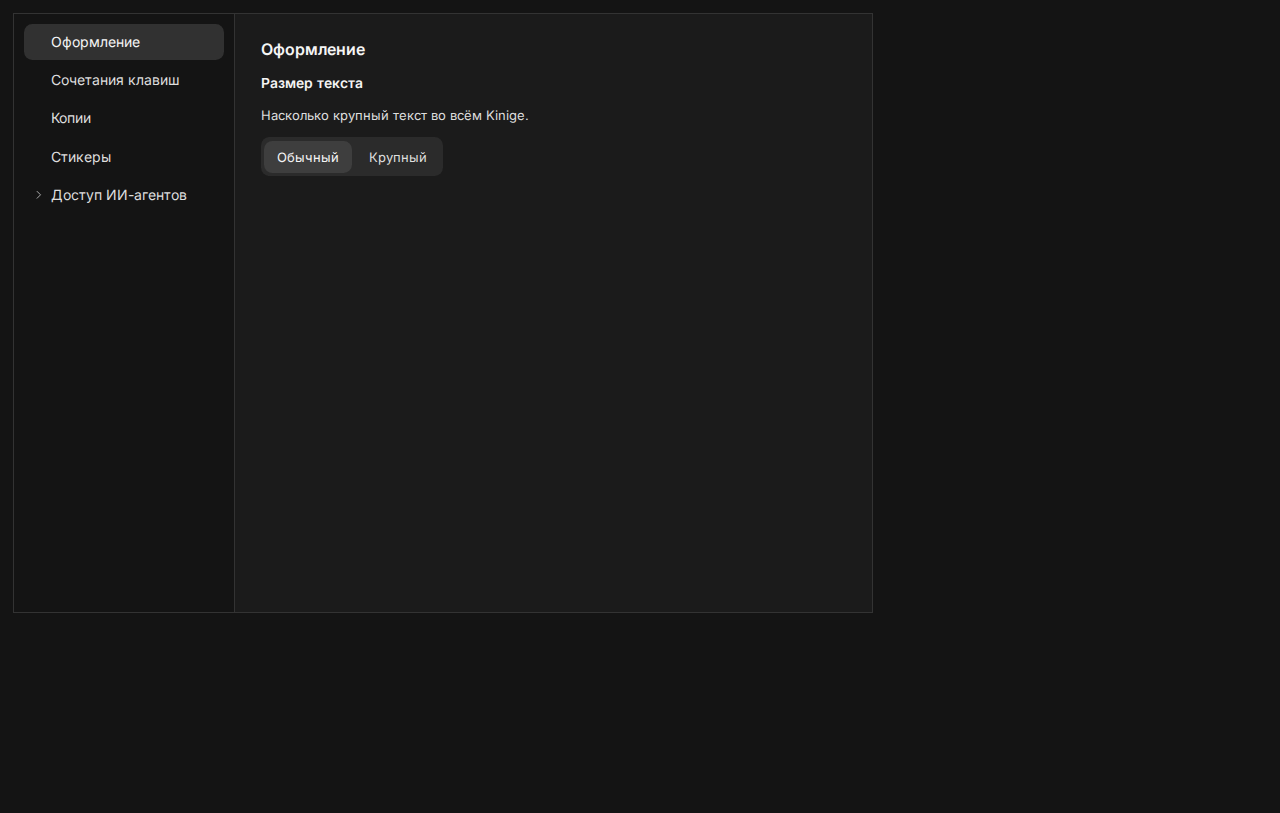 Оформление
Сочетания клавиш
Копии
Стикеры
Доступ ИИ-агентов
Оформление
Размер текста
Насколько крупный текст во всём Kinige.
Обычный Крупный